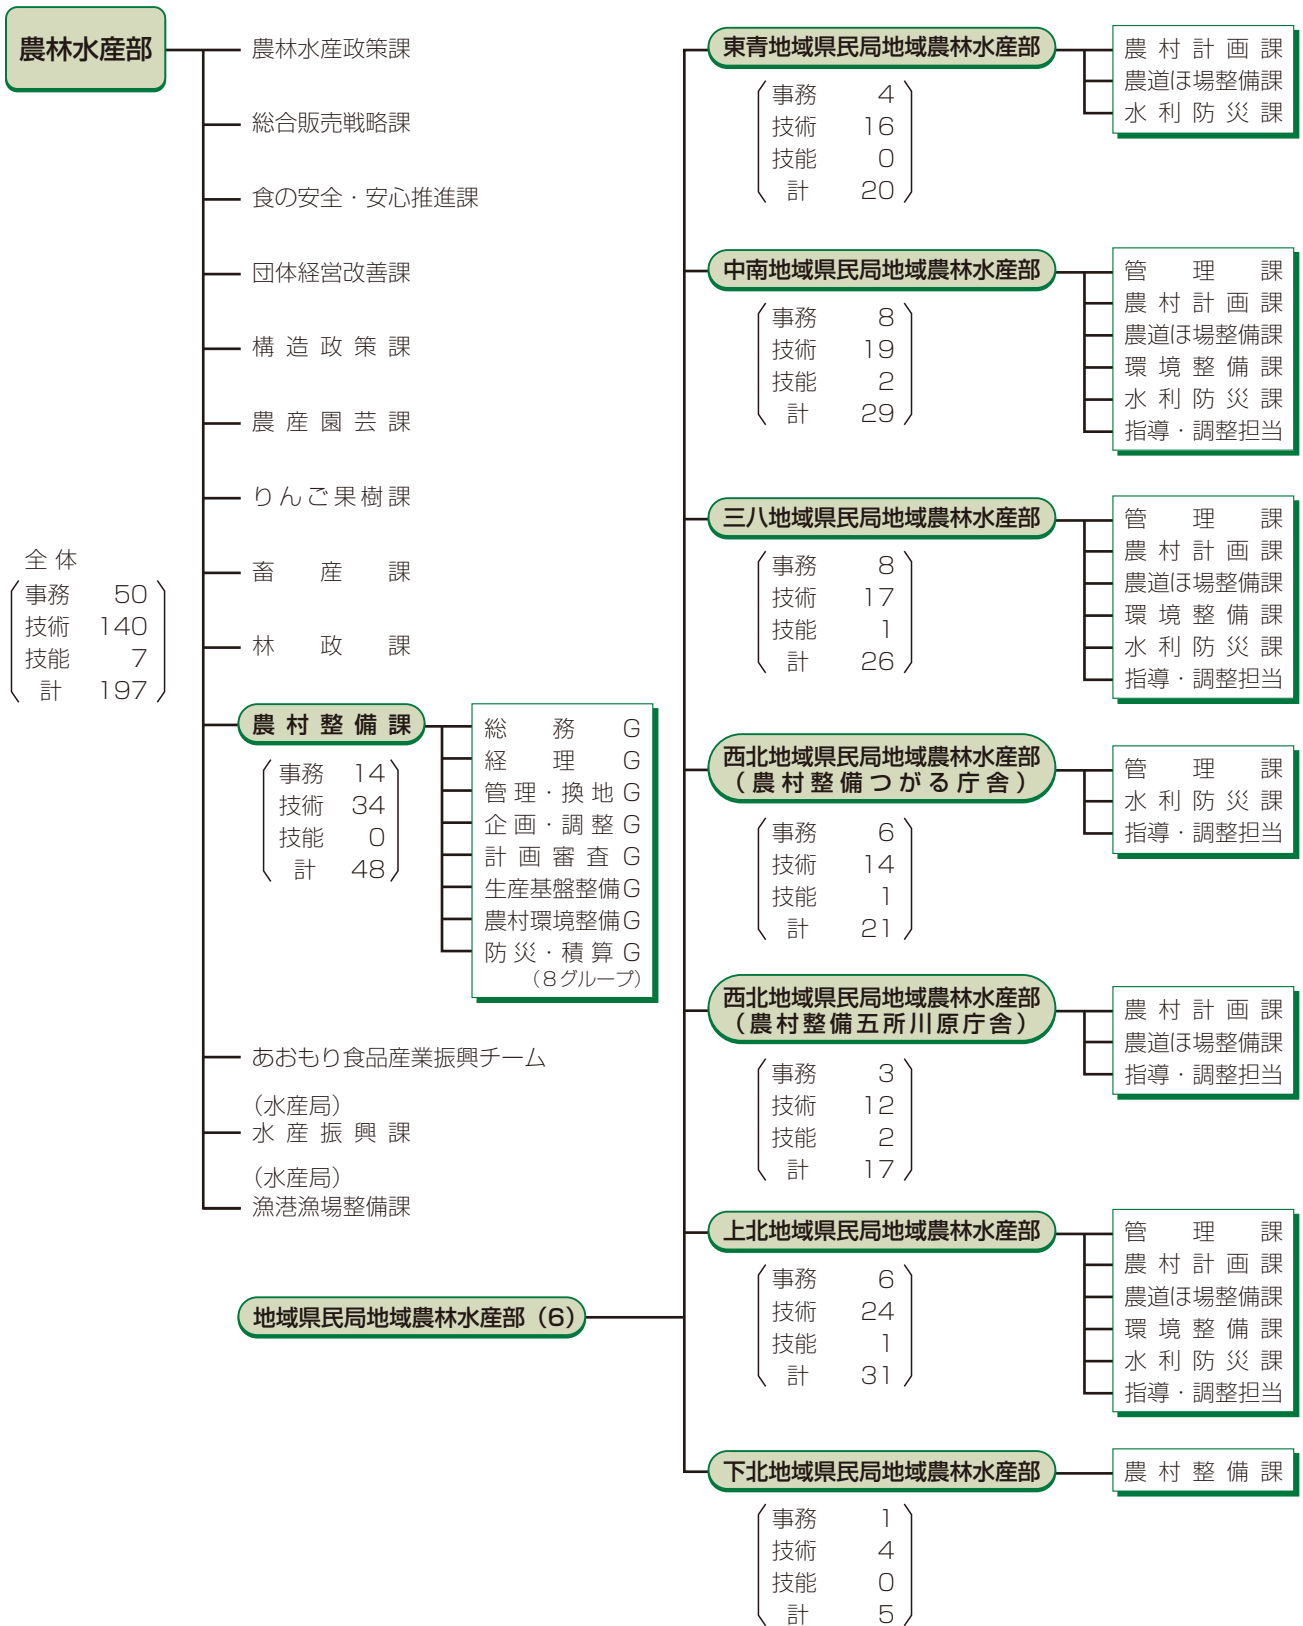 農林水産部
農林水産政策課
総合販売戦略課
食の安全・安心推進課
団体経営改善課
構造政策課
農産園芸課
りんご果樹課
畜産課
林政課
全体
事務 50
技術 140
技能 7
計 197
農村整備課
事務 14
技術 34
技能 0
計 48
総務G
経理G
管理・換地G
企画・調整G
計画審査G
生産基盤整備G
農村環境整備G
防災・積算G
（8グループ）
あおもり食品産業振興チーム
（水産局）
水産振興課
（水産局）
漁港漁場整備課
地域県民局地域農林水産部（6）
東青地域県民局地域農林水産部
事務 4
技術 16
技能 0
計 20
農村計画課
農道ほ場整備課
水利防災課
中南地域県民局地域農林水産部
事務 8
技術 19
技能 2
計 29
管理課
農村計画課
農道ほ場整備課
環境整備課
水利防災課
指導・調整担当
三八地域県民局地域農林水産部
事務 8
技術 17
技能 1
計 26
管理課
農村計画課
農道ほ場整備課
環境整備課
水利防災課
指導・調整担当
西北地域県民局地域農林水産部
（農村整備つがる庁舎）
事務 6
技術 14
技能 1
計 21
管理課
水利防災課
指導・調整担当
西北地域県民局地域農林水産部
（農村整備五所川原庁舎）
事務 3
技術 12
技能 2
計 17
農村計画課
農道ほ場整備課
指導・調整担当
上北地域県民局地域農林水産部
事務 6
技術 24
技能 1
計 31
管理課
農村計画課
農道ほ場整備課
環境整備課
水利防災課
指導・調整担当
下北地域県民局地域農林水産部
事務 1
技術 4
技能 0
計 5
農村整備課